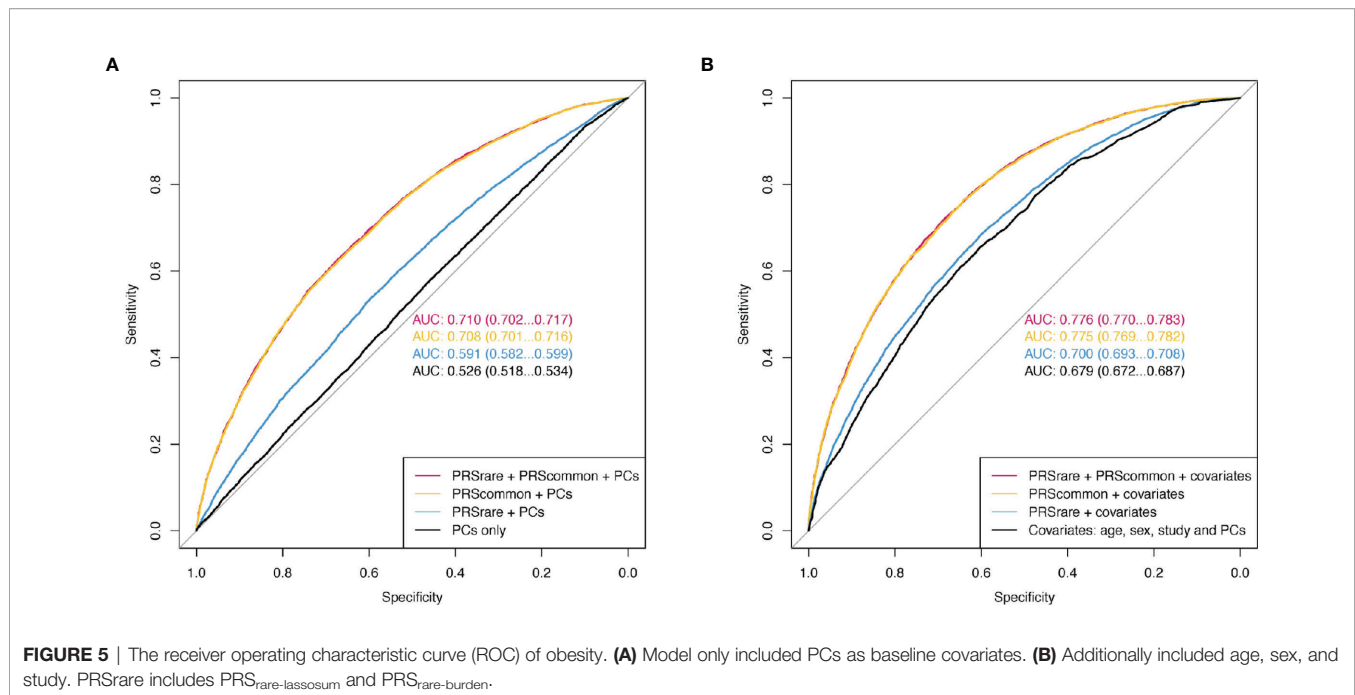 A
1.0
0.8
0.6
0.4
0.2
0.0
Sensitivity
AUC: 0.710 (0.702...0.717)
AUC: 0.708 (0.701...0.716)
AUC: 0.591 (0.582...0.599)
AUC: 0.526 (0.518...0.534)
PRSrare + PRScommon + PCs
PRScommon + PCs
PRSrare + PCs
PCs only
1.0 0.8 0.6 0.4 0.2 0.0
Specificity
B
1.0
0.8
0.6
0.4
0.2
0.0
Sensitivity
AUC: 0.776 (0.770...0.783)
AUC: 0.775 (0.769...0.782)
AUC: 0.700 (0.693...0.708)
AUC: 0.679 (0.672...0.687)
PRSrare + PRScommon + covariates
PRScommon + covariates
PRSrare + covariates
Covariates: age, sex, study and PCs
1.0 0.8 0.6 0.4 0.2 0.0
Specificity
FIGURE 5 | The receiver operating characteristic curve (ROC) of obesity. (A) Model only included PCs as baseline covariates. (B) Additionally included age, sex, and
study. PRSrare includes PRSrare-lassosum and PRSrare-burden.